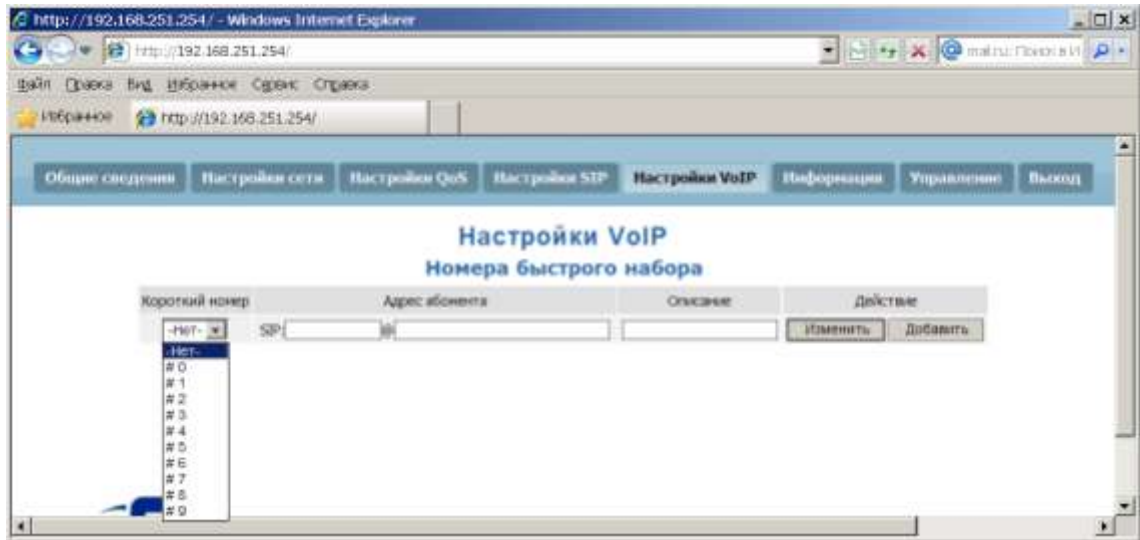 http://192.168.251.254/ - Windows Internet Explorer
http://192.168.251.254/
mail.ru: Поиск в И
Файл Правка Вид Избранное Сервис Справка
Избранное http://192.168.251.254/
Общие сведения Настройки сети Настройки QoS Настройки SIP Настройки VoIP Информация Управление Выход
Настройки VoIP
Номера быстрого набора
Короткий номер Адрес абонента Описание Действие
-Нет- SIP: @ Изменить Добавить
-Нет-
# 0
# 1
# 2
# 3
# 4
# 5
# 6
# 7
# 8
# 9